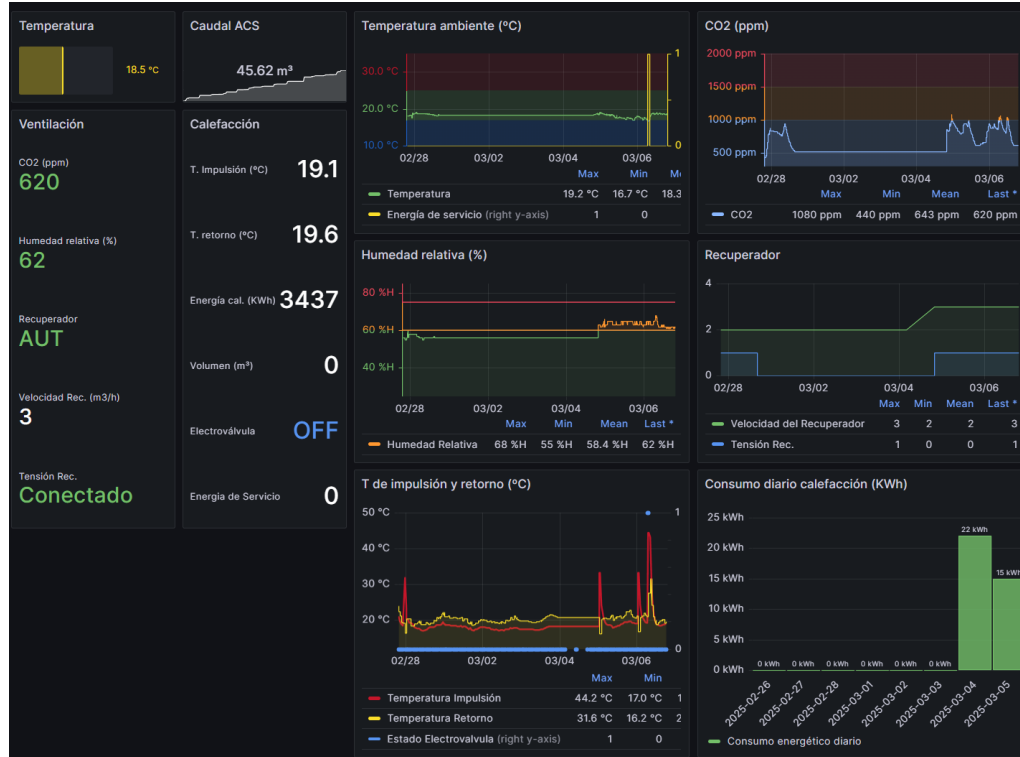 Temperatura
18.5 °C
Caudal ACS
45.62 m³
Ventilación
CO2 (ppm)
620
Humedad relativa (%)
62
Recuperador
AUT
Velocidad Rec. (m3/h)
3
Tensión Rec.
Conectado
Calefacción
T. Impulsión (ºC)
19.1
T. retorno (ºC)
19.6
Energía cal. (KWh)
3437
Volumen (m³)
0
Electroválvula
OFF
Energia de Servicio
0
Temperatura ambiente (ºC)
30.0 °C
20.0 °C
10.0 °C
1
0
02/28 03/02 03/04 03/06
Max Min M
Temperatura 19.2 °C 16.7 °C 18.3
Energía de servicio (right y-axis) 1 0
CO2 (ppm)
2000 ppm
1500 ppm
1000 ppm
500 ppm
02/28 03/02 03/04 03/06
Max Min Mean Last *
CO2 1080 ppm 440 ppm 643 ppm 620 ppm
Humedad relativa (%)
80 %H
60 %H
40 %H
02/28 03/02 03/04 03/06
Max Min Mean Last *
Humedad Relativa 68 %H 55 %H 58.4 %H 62 %H
Recuperador
4
2
0
02/28 03/02 03/04 03/06
Max Min Mean Last *
Velocidad del Recuperador 3 2 2 3
Tensión Rec. 1 0 0 1
T de impulsión y retorno (ºC)
50 °C
40 °C
30 °C
20 °C
1
0
02/28 03/02 03/04 03/06
Max Min
Temperatura Impulsión 44.2 °C 17.0 °C 1
Temperatura Retorno 31.6 °C 16.2 °C 2
Estado Electrovalvula (right y-axis) 1 0
Consumo diario calefacción (KWh)
25 kWh
20 kWh
15 kWh
10 kWh
5 kWh
0 kWh
0 kWh 0 kWh 0 kWh 0 kWh 0 kWh 0 kWh 22 kWh 15 kWh
2025-02-26 2025-02-27 2025-02-28 2025-03-01 2025-03-02 2025-03-03 2025-03-04 2025-03-05
Consumo energético diario